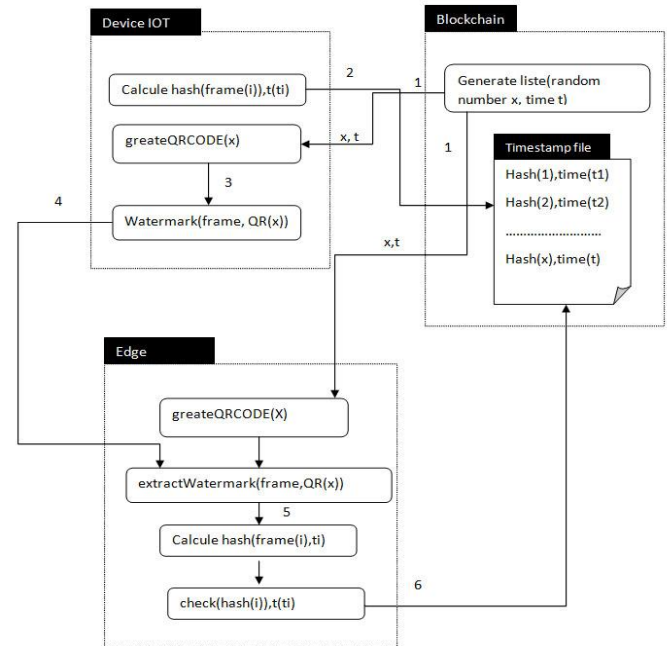 Device IOT
Blockchain
Calcule hash(frame(i)),t(ti)
2
1
Generate liste(random
number x, time t)
greateQRCODE(x)
x, t
1
Timestamp file
3
Hash(1),time(t1)
4
Watermark(frame, QR(x))
Hash(2),time(t2)
..............................
x,t
Hash(x),time(t)
Edge
greateQRCODE(X)
extractWatermark(frame,QR(x))
5
Calcule hash(frame(i),ti)
6
check(hash(i)),t(ti)